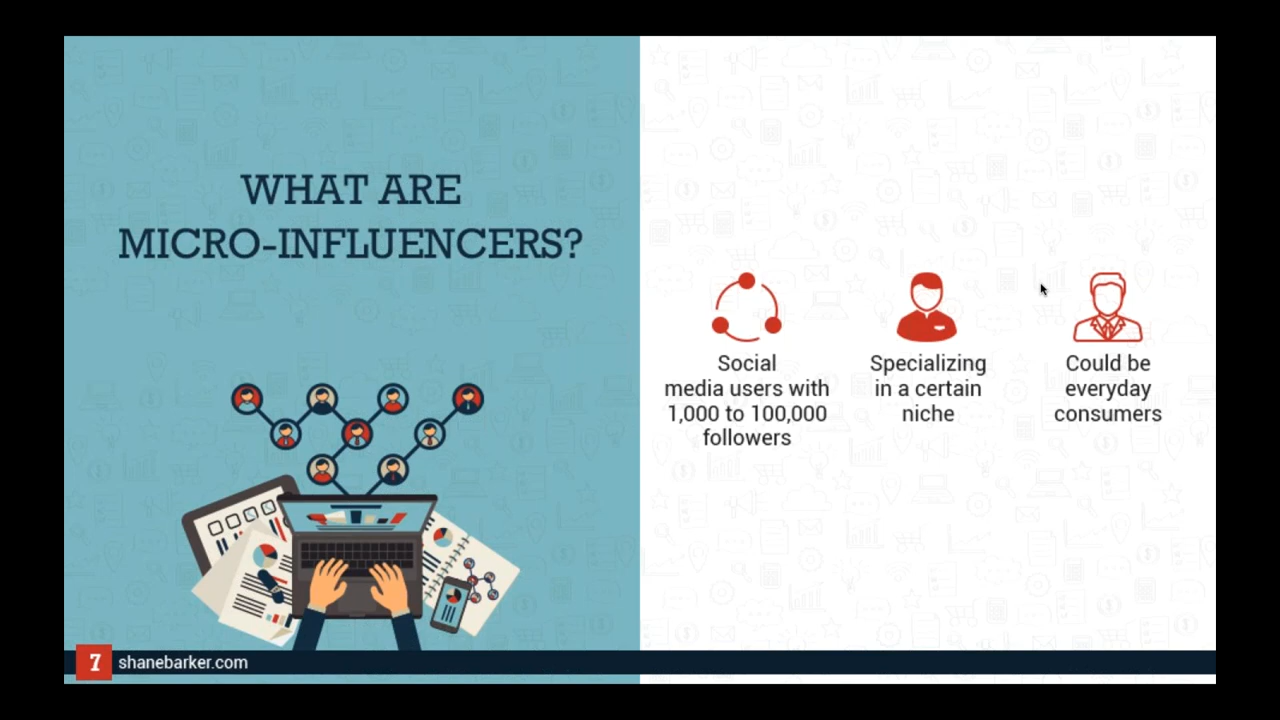 WHAT ARE
MICRO-INFLUENCERS?
Social
media users with
1,000 to 100,000
followers
Specializing
in a certain
niche
Could be
everyday
consumers
7
shanebarker.com